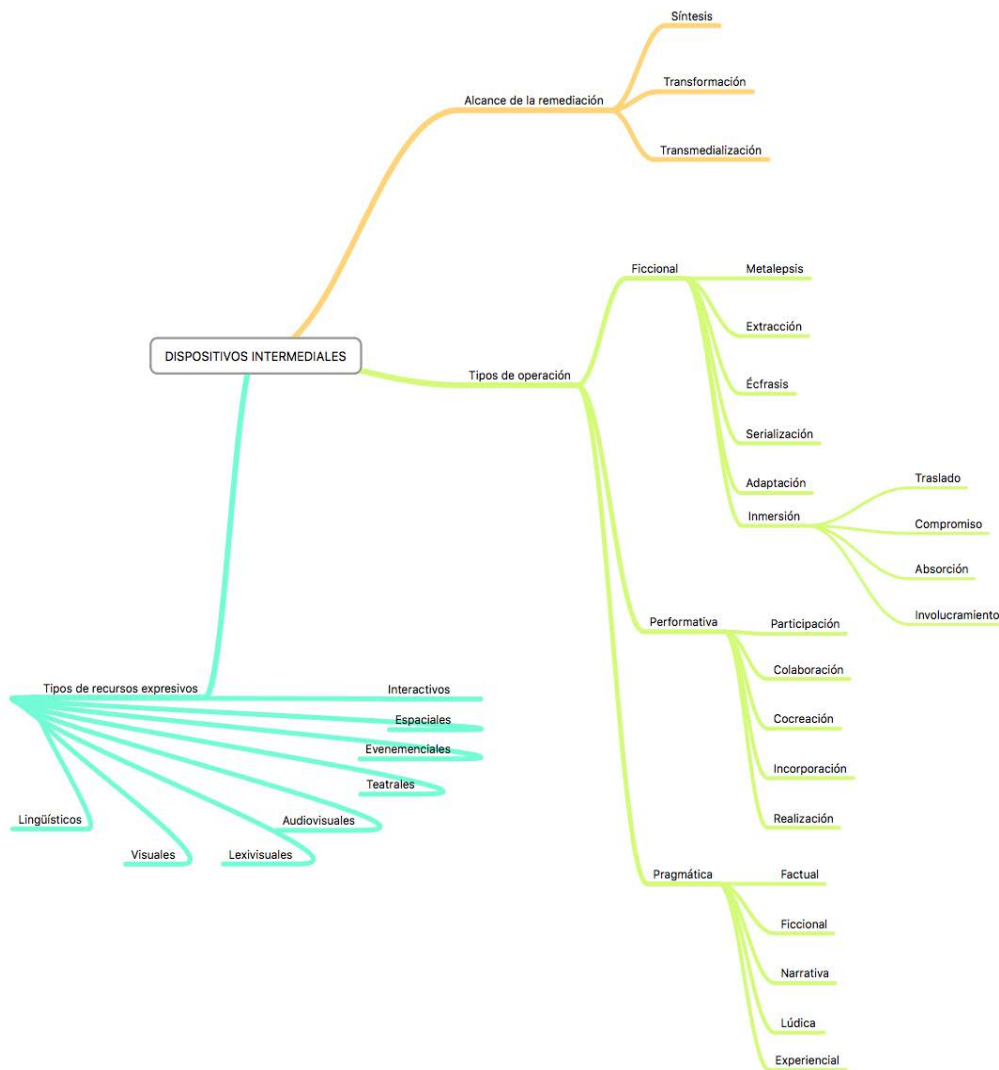 Síntesis
Transformación
Alcance de la remediación
Transmedialización
DISPOSITIVOS INTERMEDIALES
Tipos de operación
Ficcional
Metalepsis
Extracción
Écfrasis
Serialización
Adaptación
Inmersión
Traslado
Compromiso
Absorción
Involucramiento
Performativa
Participación
Colaboración
Cocreación
Incorporación
Realización
Pragmática
Factual
Ficcional
Narrativa
Lúdica
Experiencial
Tipos de recursos expresivos
Interactivos
Espaciales
Evenemenciales
Teatrales
Audiovisuales
Lexivisuales
Visuales
Lingüísticos